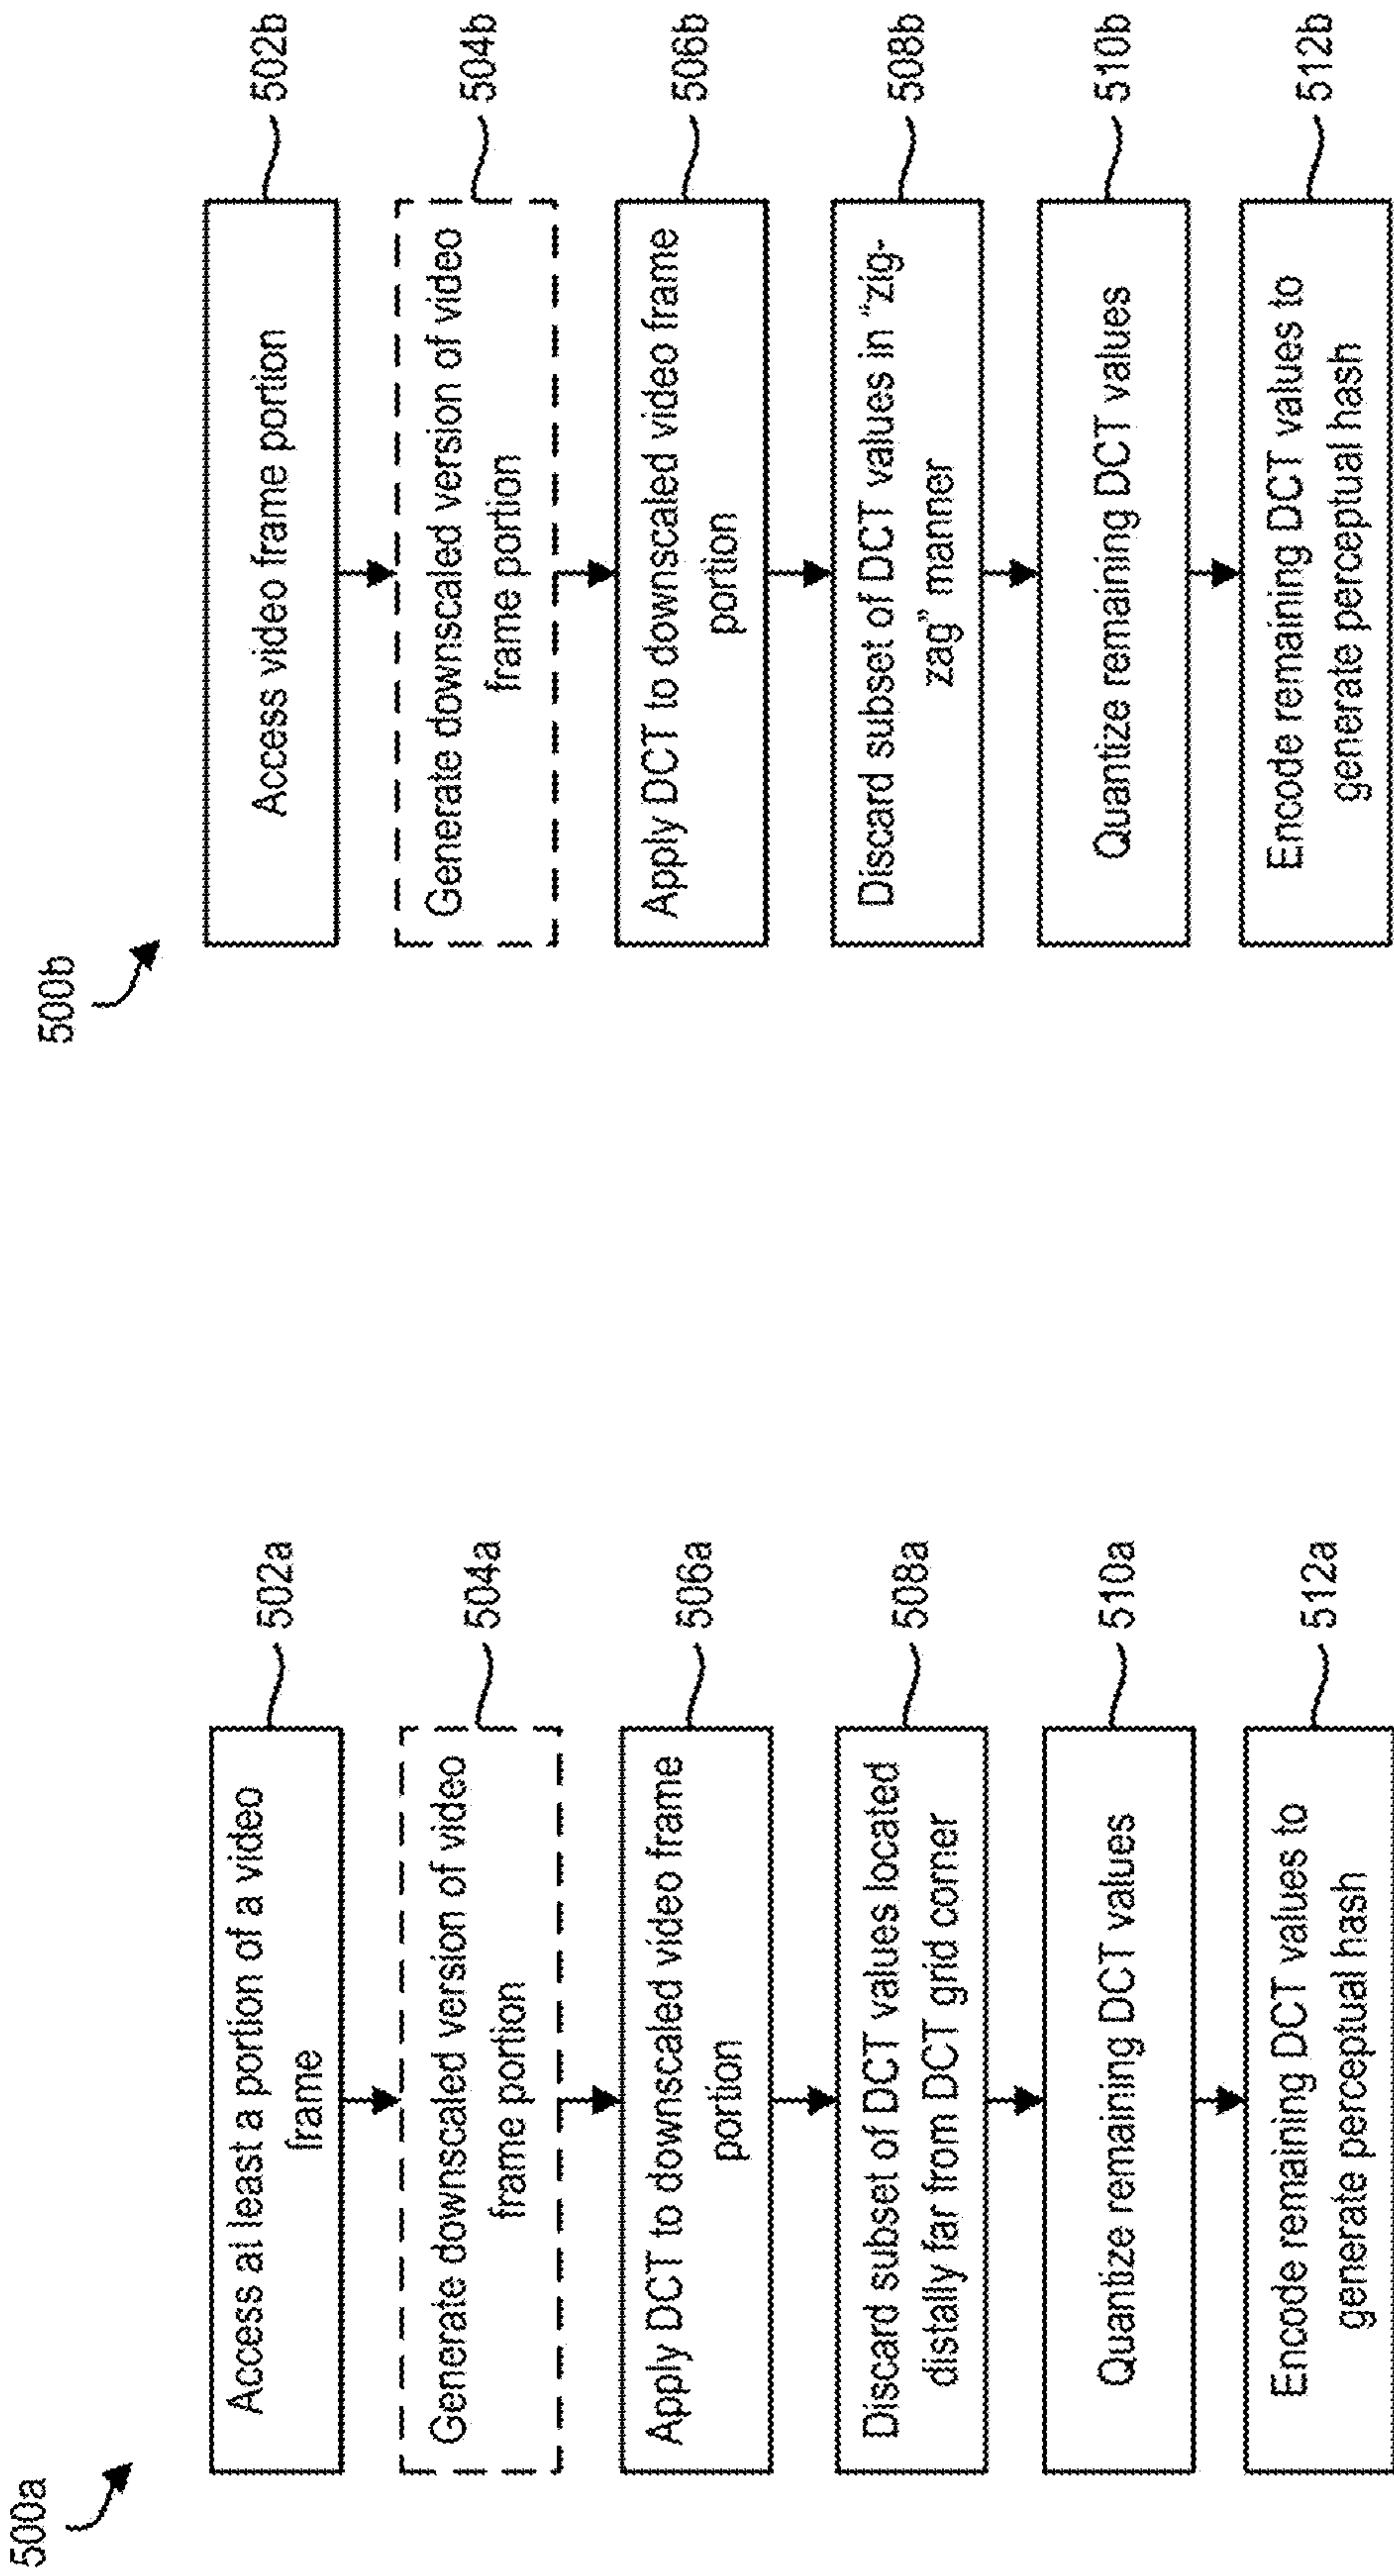 500a
Access al least a portion of a video
frame
502a
Generate downscaled version of video
frame portion
504a
Apply DCT to downscaled video frame
portion
506a
Discard subset of DCT values located
distally far from DCT grid corner
508a
Quantize remaining DCT values
510a
Encode remaining DCT values to
generate perceptual hash
512a
500b
Access video frame portion
502b
Generate downscaled version of video
frame portion
504b
Apply DCT to downscaled video frame
portion
506b
Discard subset of DCT values in “zig-
zag” manner
508b
Quantize remaining DCT values
510b
Encode remaining DCT values to
generate perceptual hash
512b